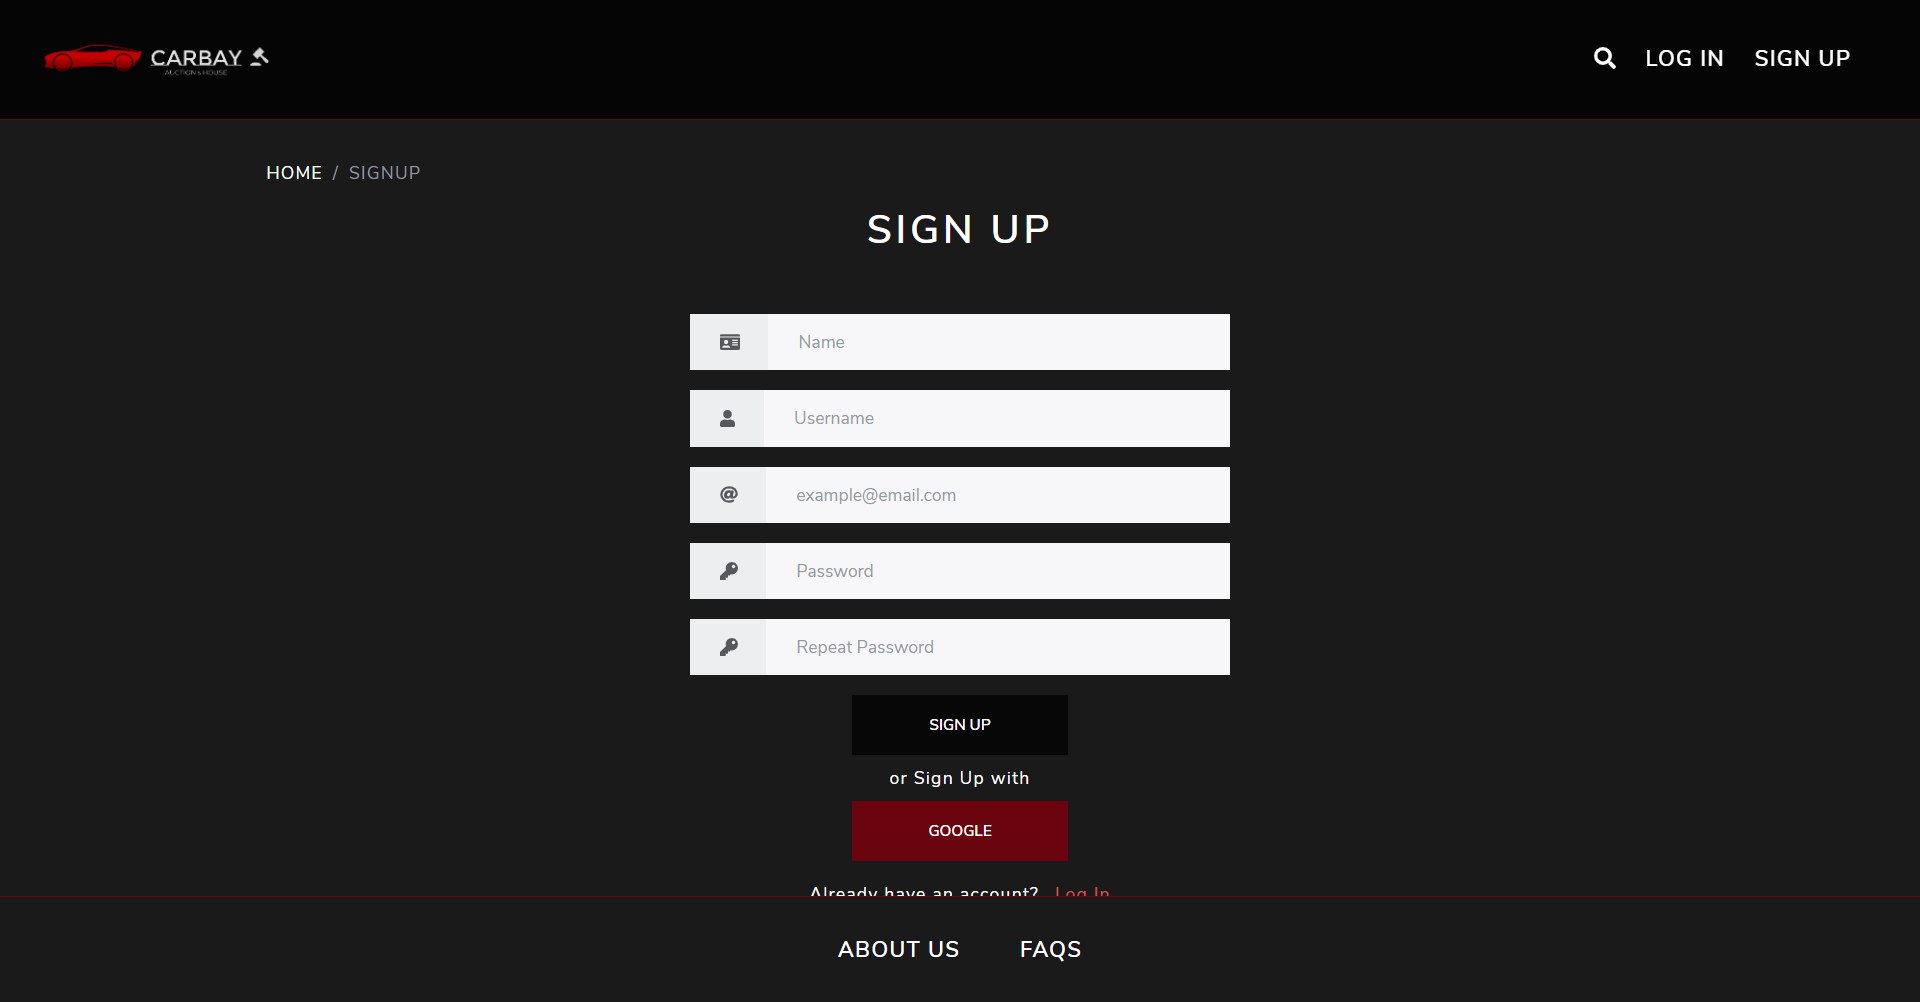 CARBAY
AUCTION's HOUSE
LOG IN SIGN UP
HOME / SIGNUP
SIGN UP
Name
Username
example@email.com
Password
Repeat Password
SIGN UP
or Sign Up with
GOOGLE
Already have an account? Log In
ABOUT US FAQS